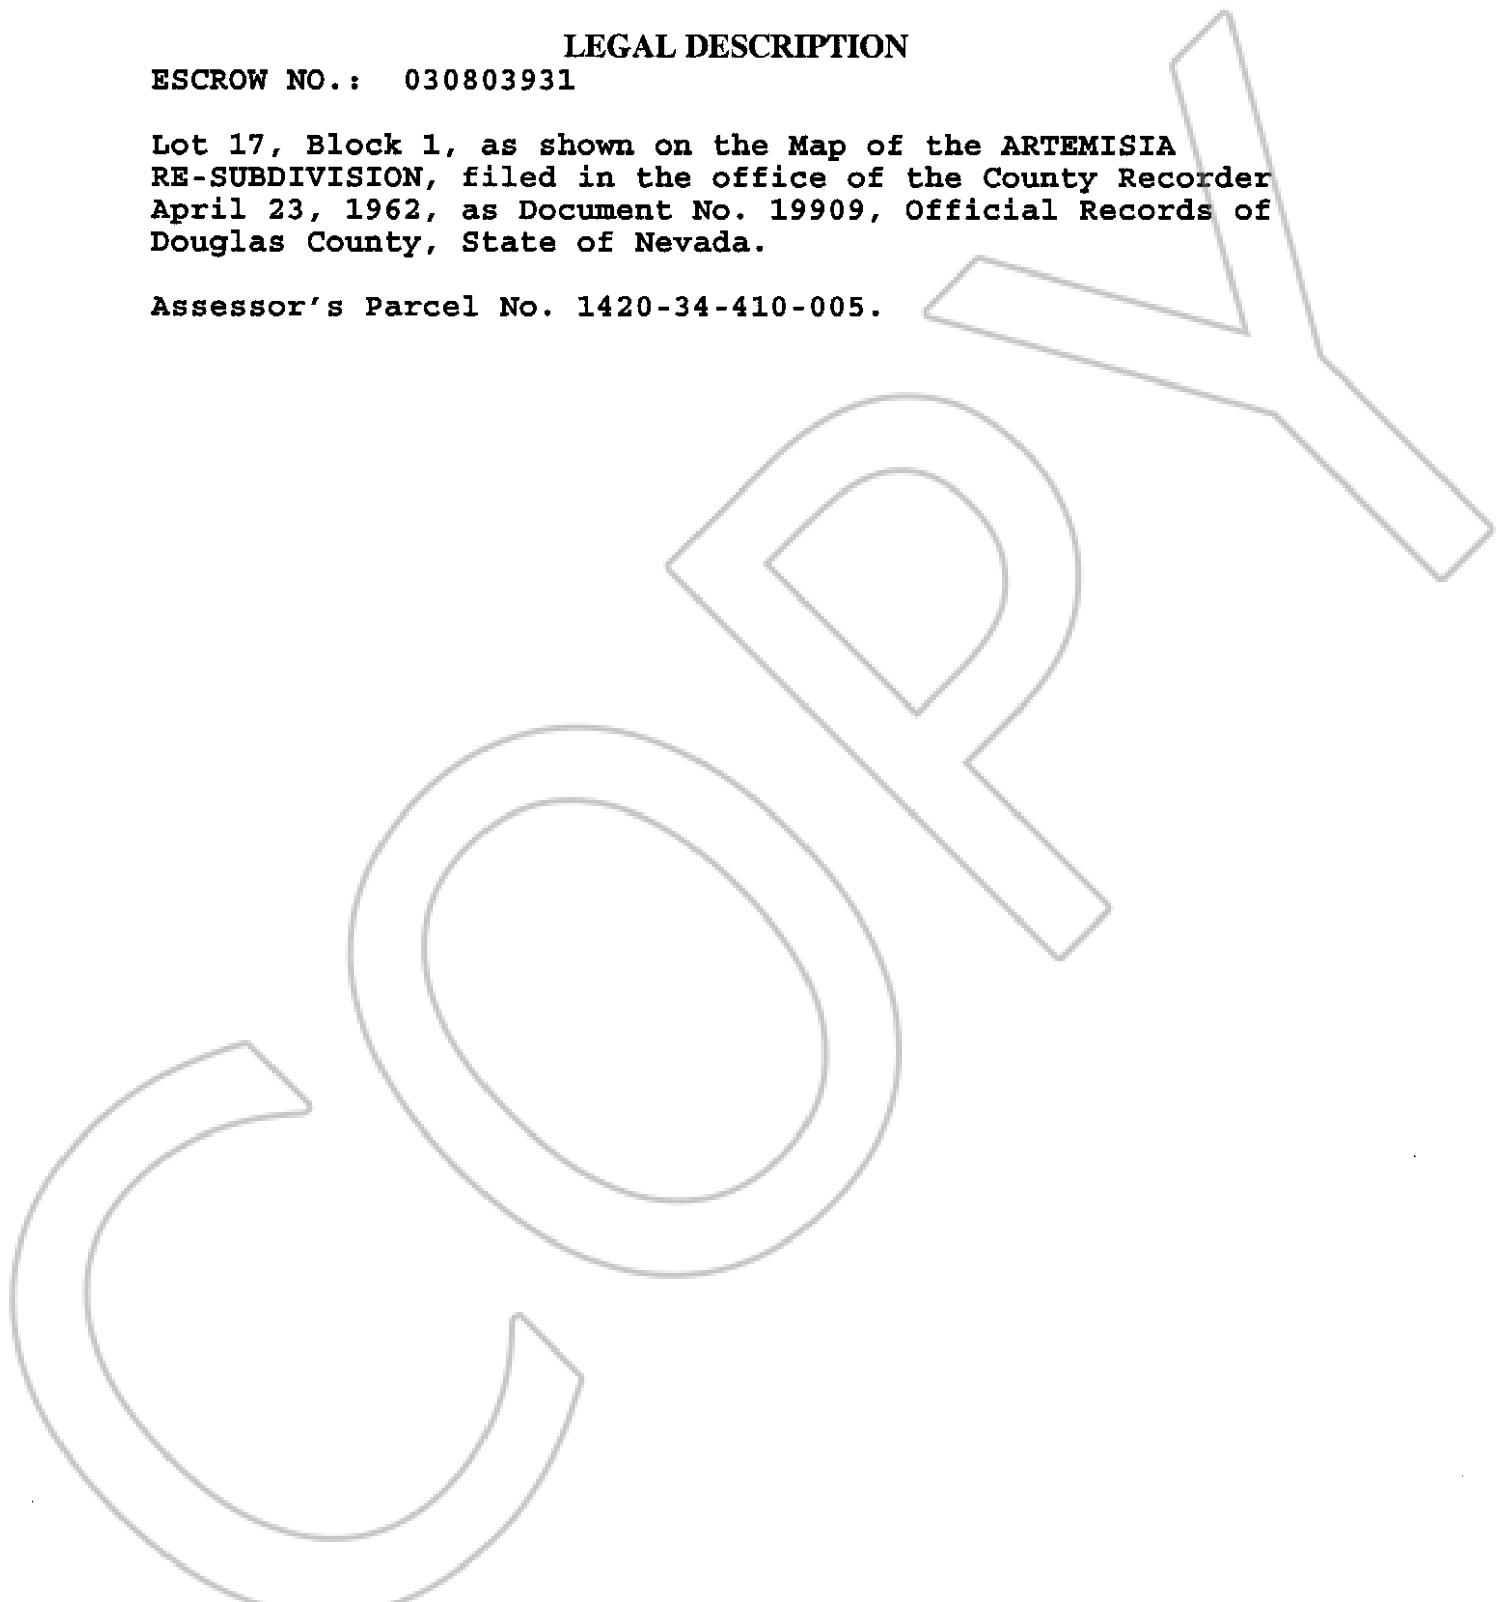 LEGAL DESCRIPTION
ESCROW NO.: 030803931
Lot 17, Block 1, as shown on the Map of the ARTEMISIA
RE-SUBDIVISION, filed in the office of the County Recorder
April 23, 1962, as Document No. 19909, Official Records of
Douglas County, State of Nevada.
Assessor's Parcel No. 1420-34-410-005.
COPY